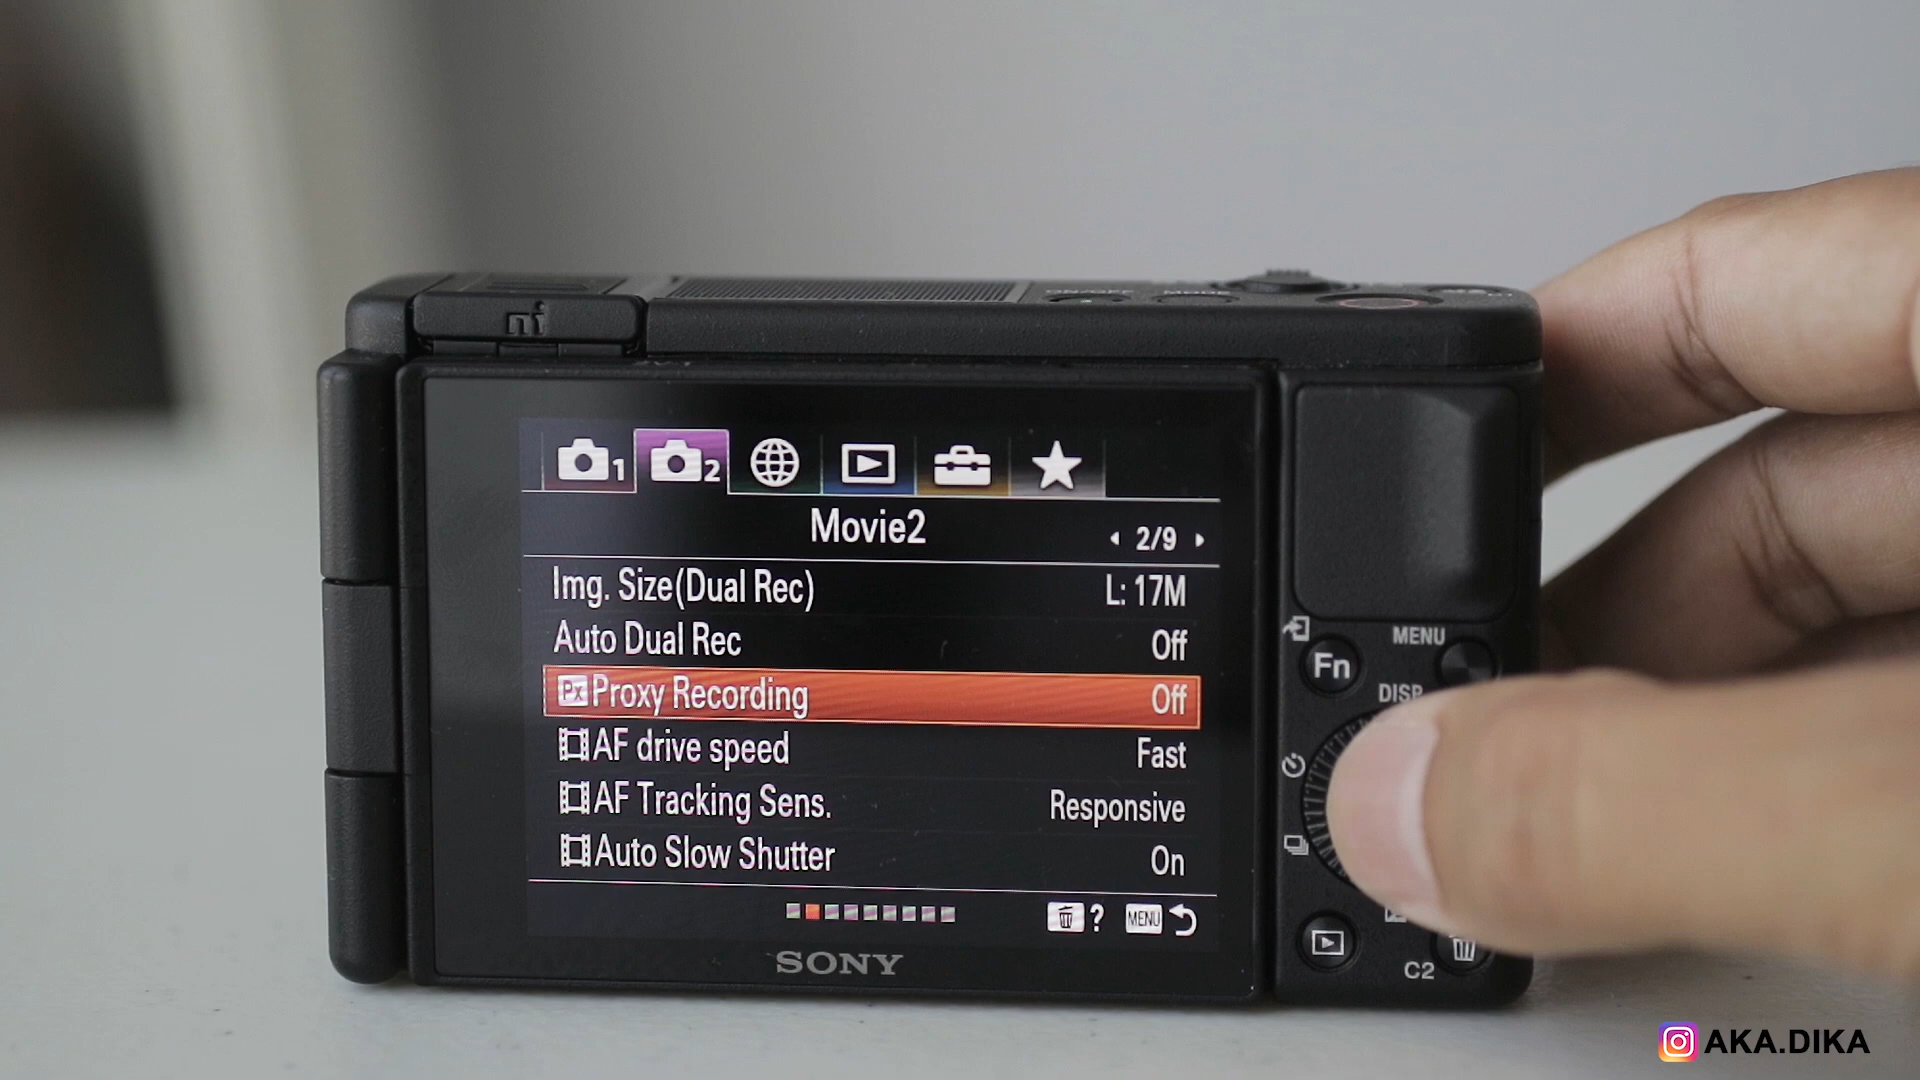 ON/OFF
1 2
Movie2 2/9
Img. Size(Dual Rec) L: 17M
Auto Dual Rec Off
Px Proxy Recording Off
AF drive speed Fast
AF Tracking Sens. Responsive
Auto Slow Shutter On
? MENU
SONY
MENU
Fn
DISP
C2
AKA.DIKA